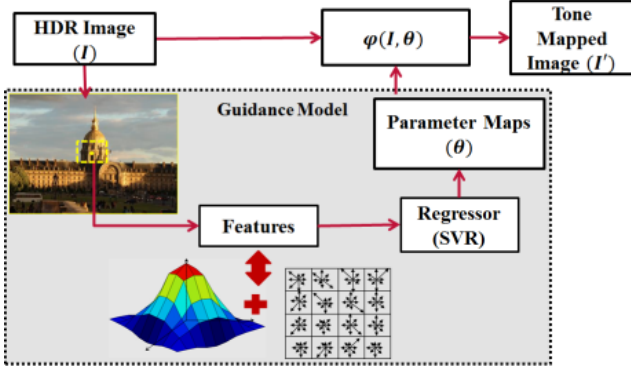 HDR Image
(I)
φ(I, θ)
Tone
Mapped
Image (I′)
Guidance Model
Parameter Maps
(θ)
Features
Regressor
(SVR)